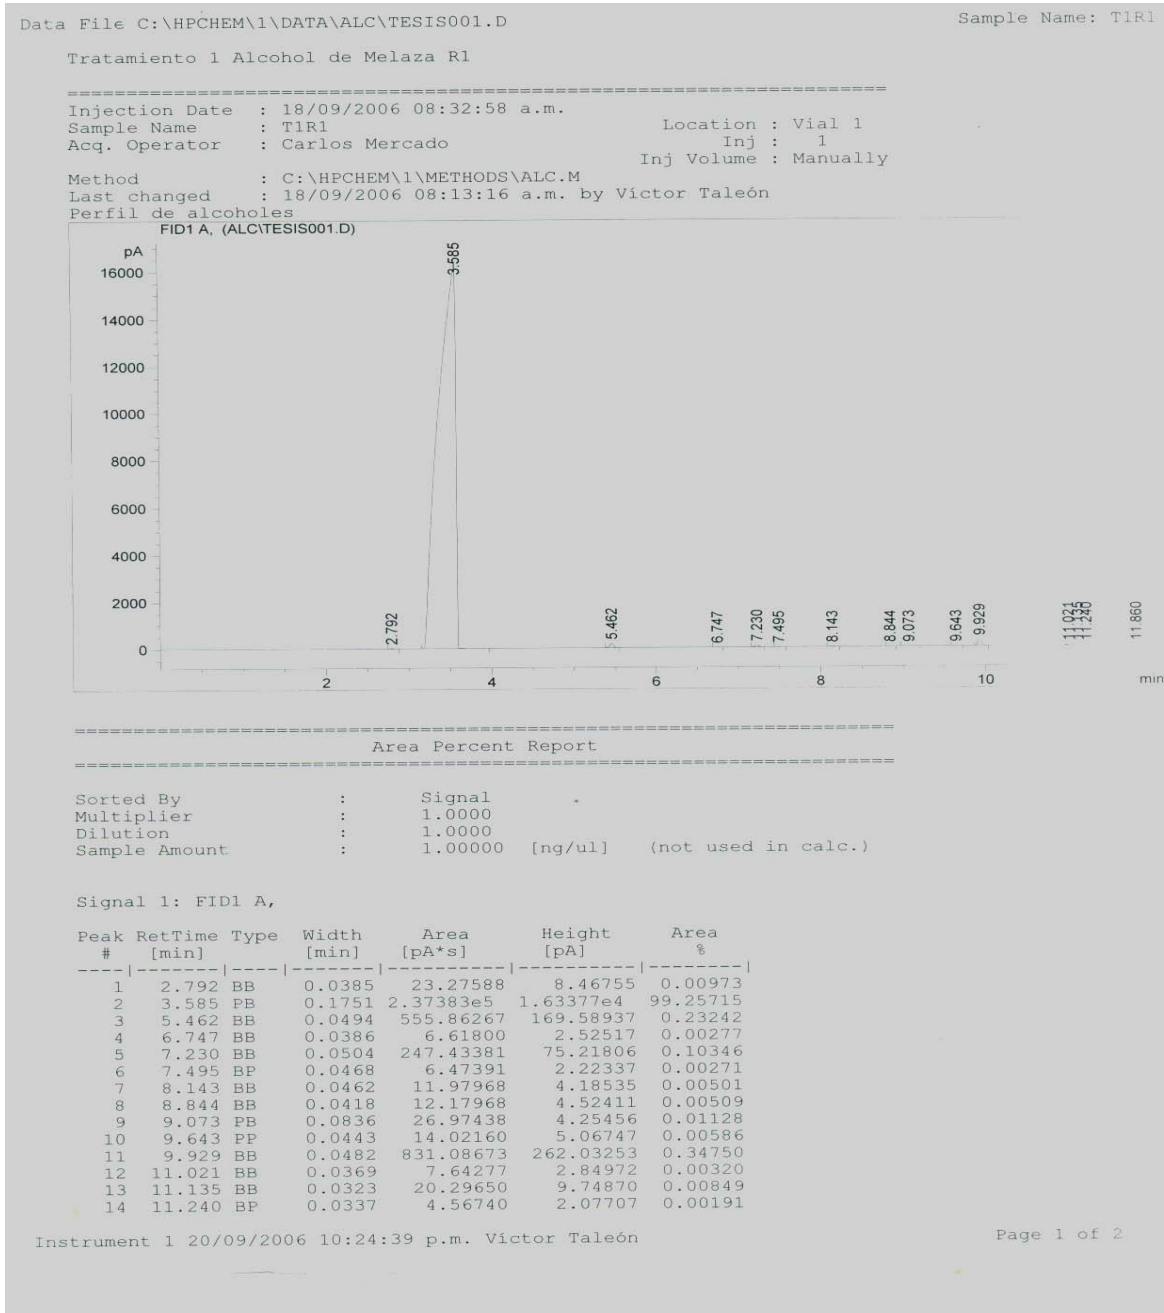 Data File C:\HPCHEM\1\DATA\ALC\TESIS001.D Sample Name: T1R1
Tratamiento 1 Alcohol de Melaza R1
=====================================================================
Injection Date : 18/09/2006 08:32:58 a.m.
Sample Name : T1R1 Location : Vial 1
Acq. Operator : Carlos Mercado Inj : 1
Inj Volume : Manually
Method : C:\HPCHEM\1\METHODS\ALC.M
Last changed : 18/09/2006 08:13:16 a.m. by Víctor Taleón
Perfil de alcoholes
FID1 A, (ALC\TESIS001.D)
pA
16000
14000
12000
10000
8000
6000
4000
2000
0
2.792
3.585
5.462
6.747
7.230
7.495
8.143
8.844
9.073
9.643
9.929
11.021
11.135
11.240
11.860
2 4 6 8 10 min
=====================================================================
Area Percent Report
=====================================================================
Sorted By : Signal
Multiplier : 1.0000
Dilution : 1.0000
Sample Amount : 1.00000 [ng/ul] (not used in calc.)
Signal 1: FID1 A,
Peak RetTime Type Width Area Height Area
# [min] [min] [pA*s] [pA] %
----|-------|----|-------|----------|----------|--------|
1 2.792 BB 0.0385 23.27588 8.46755 0.00973
2 3.585 PB 0.1751 2.37383e5 1.63377e4 99.25715
3 5.462 BB 0.0494 555.86267 169.58937 0.23242
4 6.747 BB 0.0386 6.61800 2.52517 0.00277
5 7.230 BB 0.0504 247.43381 75.21806 0.10346
6 7.495 BP 0.0468 6.47391 2.22337 0.00271
7 8.143 BB 0.0462 11.97968 4.18535 0.00501
8 8.844 BB 0.0418 12.17968 4.52411 0.00509
9 9.073 PB 0.0836 26.97438 4.25456 0.01128
10 9.643 PP 0.0443 14.02160 5.06747 0.00586
11 9.929 BB 0.0482 831.08673 262.03253 0.34750
12 11.021 BB 0.0369 7.64277 2.84972 0.00320
13 11.135 BB 0.0323 20.29650 9.74870 0.00849
14 11.240 BP 0.0337 4.56740 2.07707 0.00191
Instrument 1 20/09/2006 10:24:39 p.m. Víctor Taleón Page 1 of 2